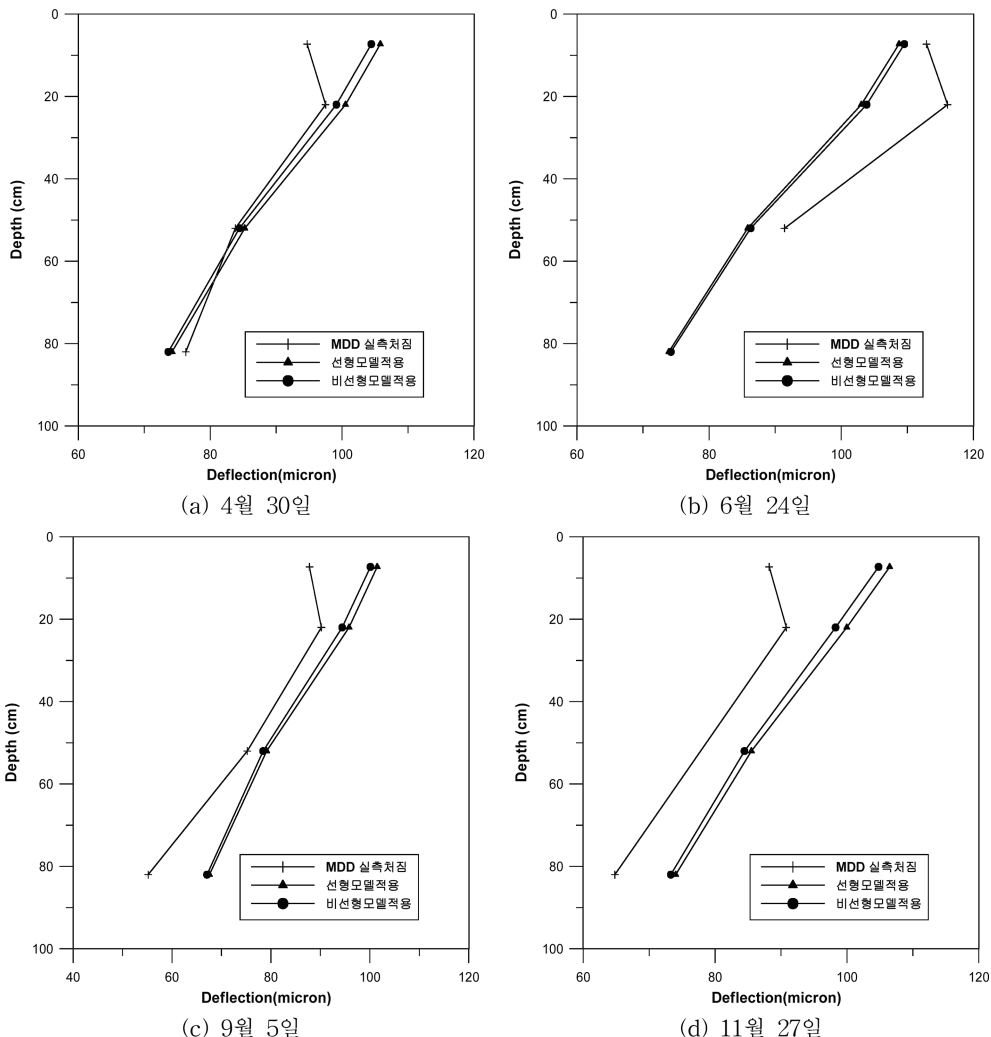 0
20
40
60
80
100
Depth (cm)
MDD 실측처짐
선형모델적용
비선형모델적용
60 80 100 120
Deflection(micron)
(a) 4월 30일
0
20
40
60
80
100
Depth (cm)
MDD 실측처짐
선형모델적용
비선형모델적용
60 80 100 120
Deflection(micron)
(b) 6월 24일
0
20
40
60
80
100
Depth (cm)
MDD 실측처짐
선형모델적용
비선형모델적용
40 60 80 100 120
Deflection(micron)
(c) 9월 5일
0
20
40
60
80
100
Depth (cm)
MDD 실측처짐
선형모델적용
비선형모델적용
60 80 100 120
Deflection(micron)
(d) 11월 27일